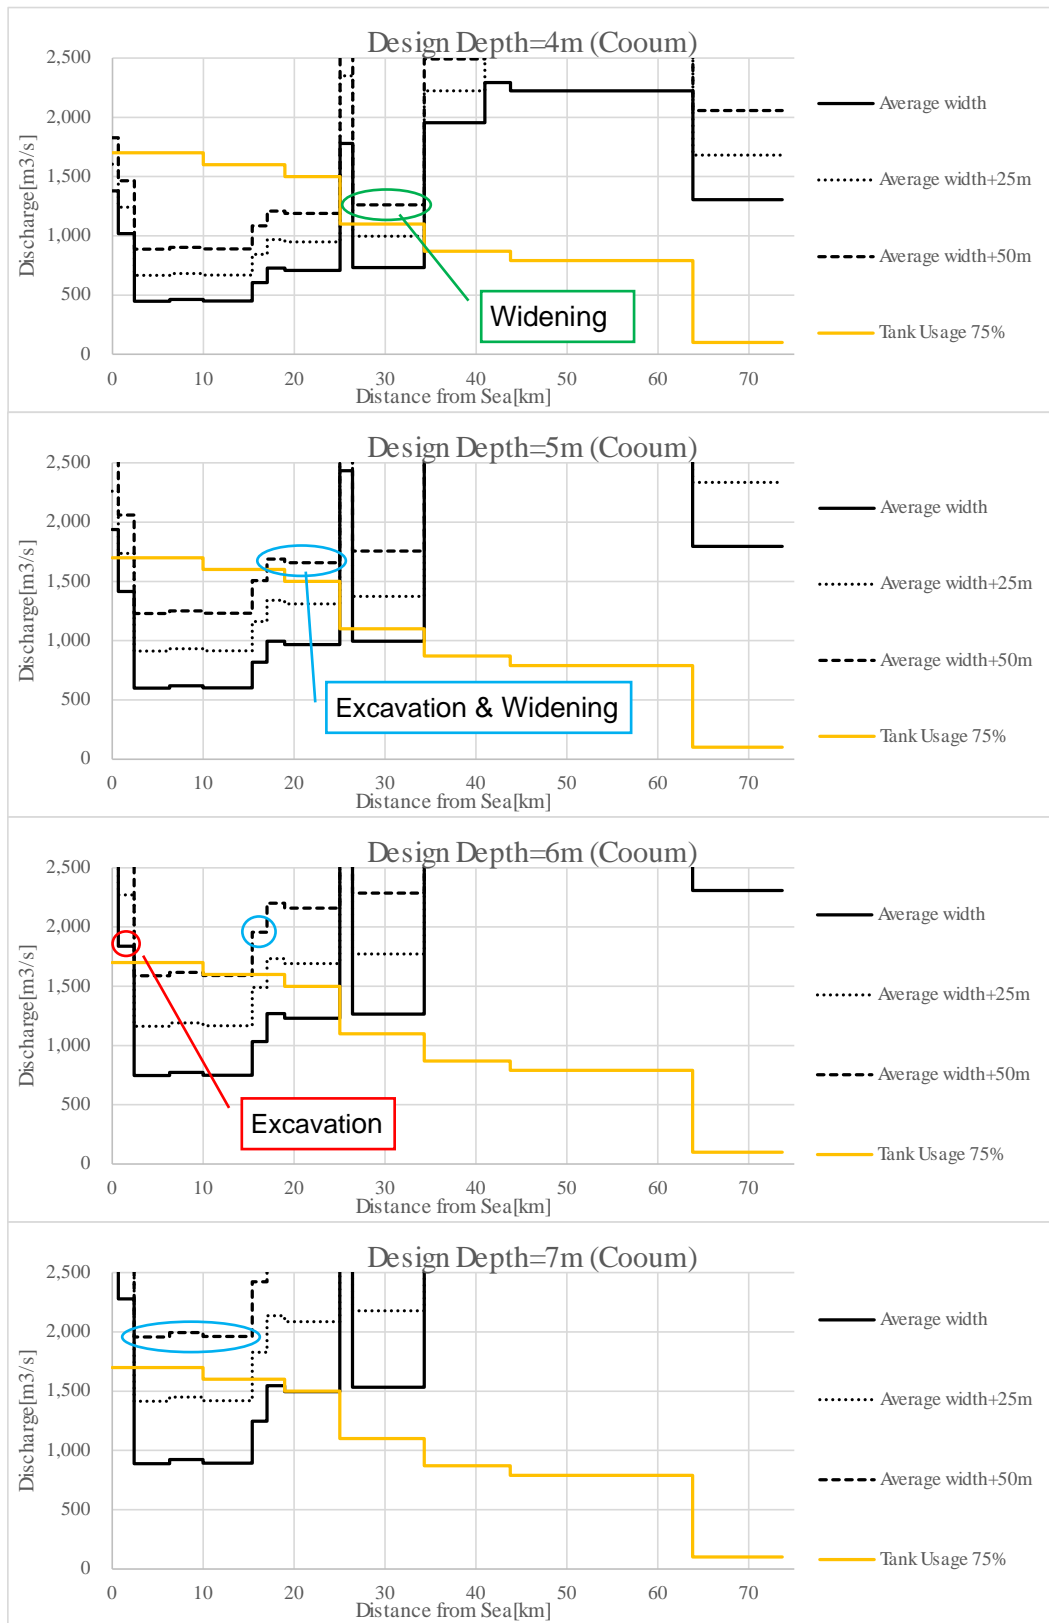 Design Depth=4m (Cooum)
Discharge[m3/s]
2,500
2,000
1,500
1,000
500
0
0 10 20 30 40 50 60 70
Distance from Sea[km]
Widening
Average width
Average width+25m
Average width+50m
Tank Usage 75%
Design Depth=5m (Cooum)
Discharge[m3/s]
2,500
2,000
1,500
1,000
500
0
0 10 20 30 40 50 60 70
Distance from Sea[km]
Excavation & Widening
Average width
Average width+25m
Average width+50m
Tank Usage 75%
Design Depth=6m (Cooum)
Discharge[m3/s]
2,500
2,000
1,500
1,000
500
0
0 10 20 30 40 50 60 70
Distance from Sea[km]
Excavation
Average width
Average width+25m
Average width+50m
Tank Usage 75%
Design Depth=7m (Cooum)
Discharge[m3/s]
2,500
2,000
1,500
1,000
500
0
0 10 20 30 40 50 60 70
Distance from Sea[km]
Average width
Average width+25m
Average width+50m
Tank Usage 75%